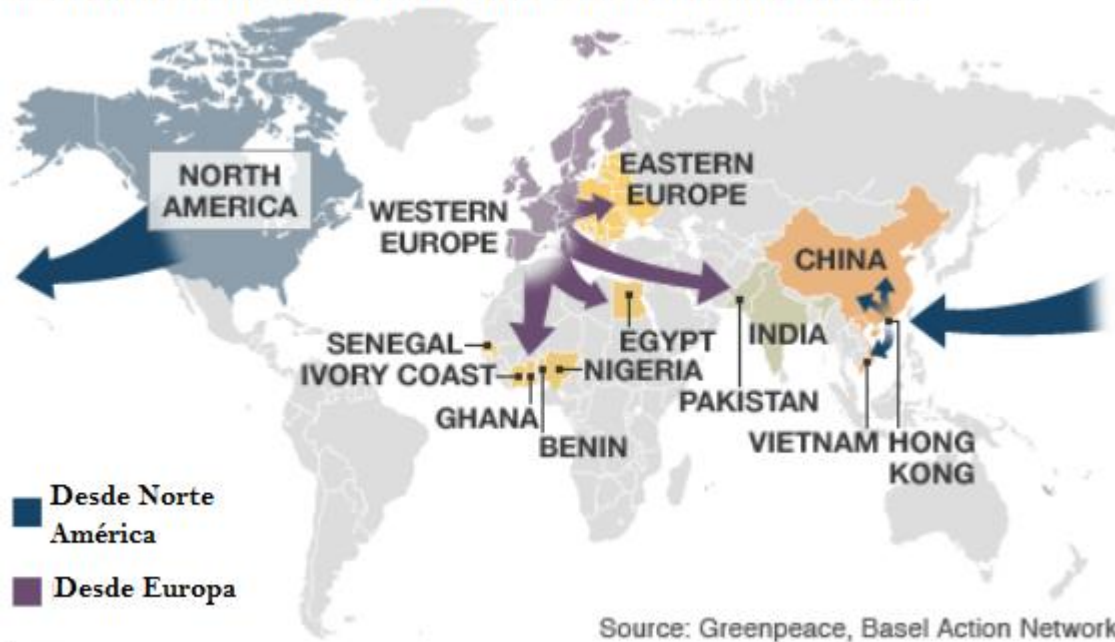 NORTH
AMERICA
WESTERN
EUROPE
EASTERN
EUROPE
CHINA
SENEGAL
IVORY COAST
GHANA
BENIN
NIGERIA
EGYPT
INDIA
PAKISTAN
VIETNAM
HONG
KONG
Desde Norte
América
Desde Europa
Source: Greenpeace, Basel Action Network